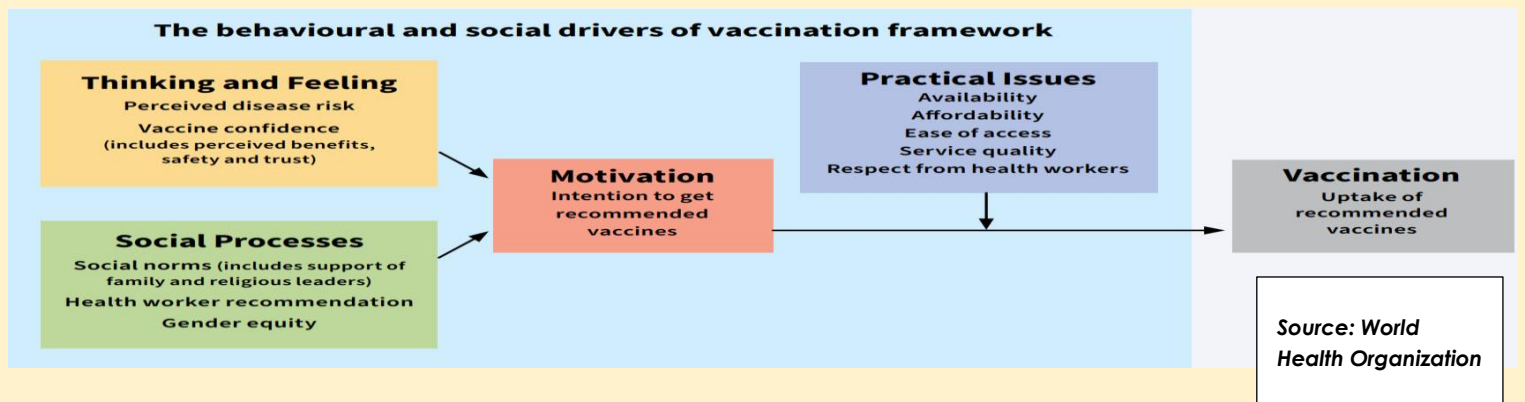 The behavioural and social drivers of vaccination framework
Thinking and Feeling
Perceived disease risk
Vaccine confidence
(includes perceived benefits,
safety and trust)
Social Processes
Social norms (includes support of
family and religious leaders)
Health worker recommendation
Gender equity
Motivation
Intention to get
recommended
vaccines
Practical Issues
Availability
Affordability
Ease of access
Service quality
Respect from health workers
Vaccination
Uptake of
recommended
vaccines
Source: World
Health Organization